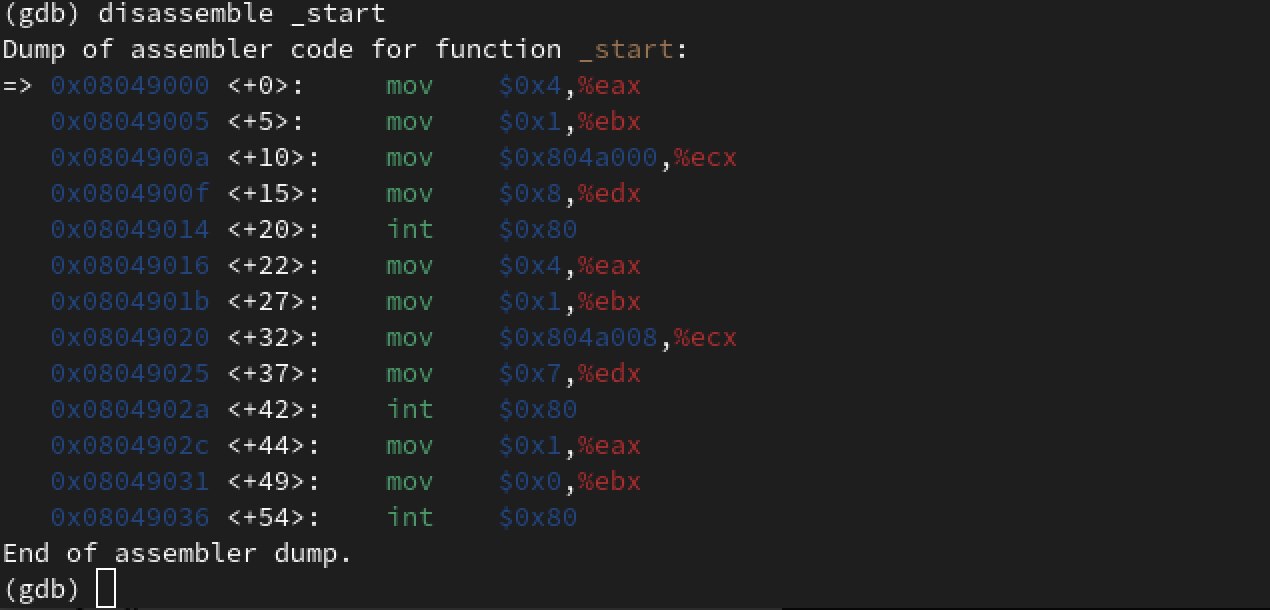 (gdb) disassemble _start
Dump of assembler code for function _start:
=> 0x08049000 <+0>:     mov    $0x4,%eax
   0x08049005 <+5>:     mov    $0x1,%ebx
   0x0804900a <+10>:    mov    $0x804a000,%ecx
   0x0804900f <+15>:    mov    $0x8,%edx
   0x08049014 <+20>:    int    $0x80
   0x08049016 <+22>:    mov    $0x4,%eax
   0x0804901b <+27>:    mov    $0x1,%ebx
   0x08049020 <+32>:    mov    $0x804a008,%ecx
   0x08049025 <+37>:    mov    $0x7,%edx
   0x0804902a <+42>:    int    $0x80
   0x0804902c <+44>:    mov    $0x1,%eax
   0x08049031 <+49>:    mov    $0x0,%ebx
   0x08049036 <+54>:    int    $0x80
End of assembler dump.
(gdb)